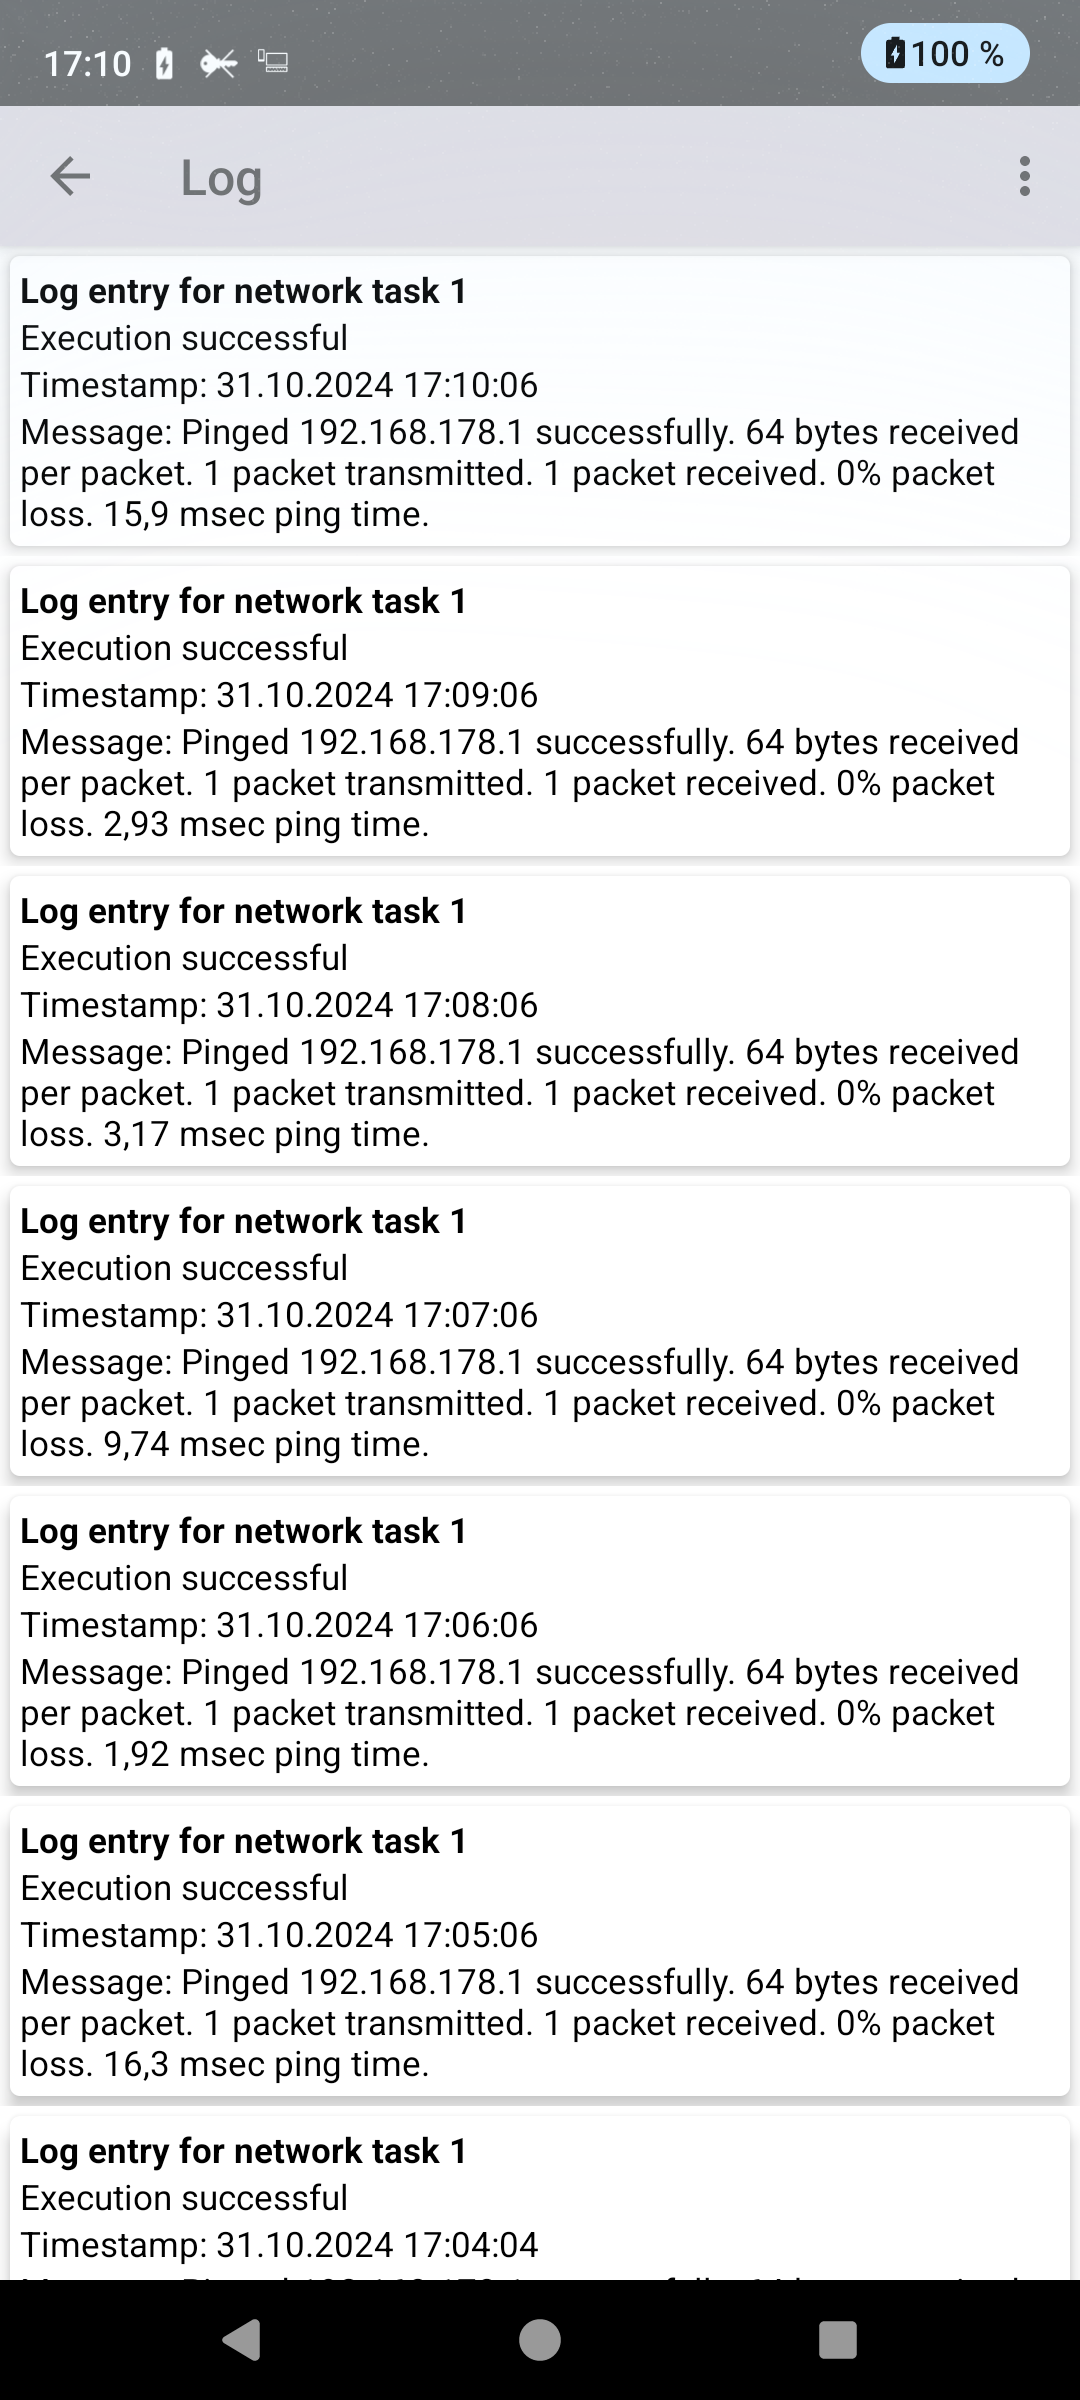 17:10
100 %
Log
Log entry for network task 1
Execution successful
Timestamp: 31.10.2024 17:10:06
Message: Pinged 192.168.178.1 successfully. 64 bytes received
per packet. 1 packet transmitted. 1 packet received. 0% packet
loss. 15,9 msec ping time.
Log entry for network task 1
Execution successful
Timestamp: 31.10.2024 17:09:06
Message: Pinged 192.168.178.1 successfully. 64 bytes received
per packet. 1 packet transmitted. 1 packet received. 0% packet
loss. 2,93 msec ping time.
Log entry for network task 1
Execution successful
Timestamp: 31.10.2024 17:08:06
Message: Pinged 192.168.178.1 successfully. 64 bytes received
per packet. 1 packet transmitted. 1 packet received. 0% packet
loss. 3,17 msec ping time.
Log entry for network task 1
Execution successful
Timestamp: 31.10.2024 17:07:06
Message: Pinged 192.168.178.1 successfully. 64 bytes received
per packet. 1 packet transmitted. 1 packet received. 0% packet
loss. 9,74 msec ping time.
Log entry for network task 1
Execution successful
Timestamp: 31.10.2024 17:06:06
Message: Pinged 192.168.178.1 successfully. 64 bytes received
per packet. 1 packet transmitted. 1 packet received. 0% packet
loss. 1,92 msec ping time.
Log entry for network task 1
Execution successful
Timestamp: 31.10.2024 17:05:06
Message: Pinged 192.168.178.1 successfully. 64 bytes received
per packet. 1 packet transmitted. 1 packet received. 0% packet
loss. 16,3 msec ping time.
Log entry for network task 1
Execution successful
Timestamp: 31.10.2024 17:04:04